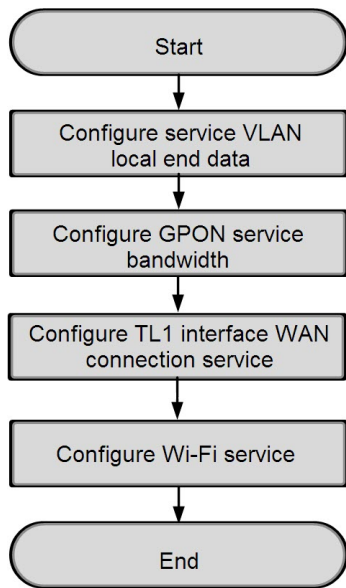 Start
Configure service VLAN
local end data
Configure GPON service
bandwidth
Configure TL1 interface WAN
connection service
Configure Wi-Fi service
End